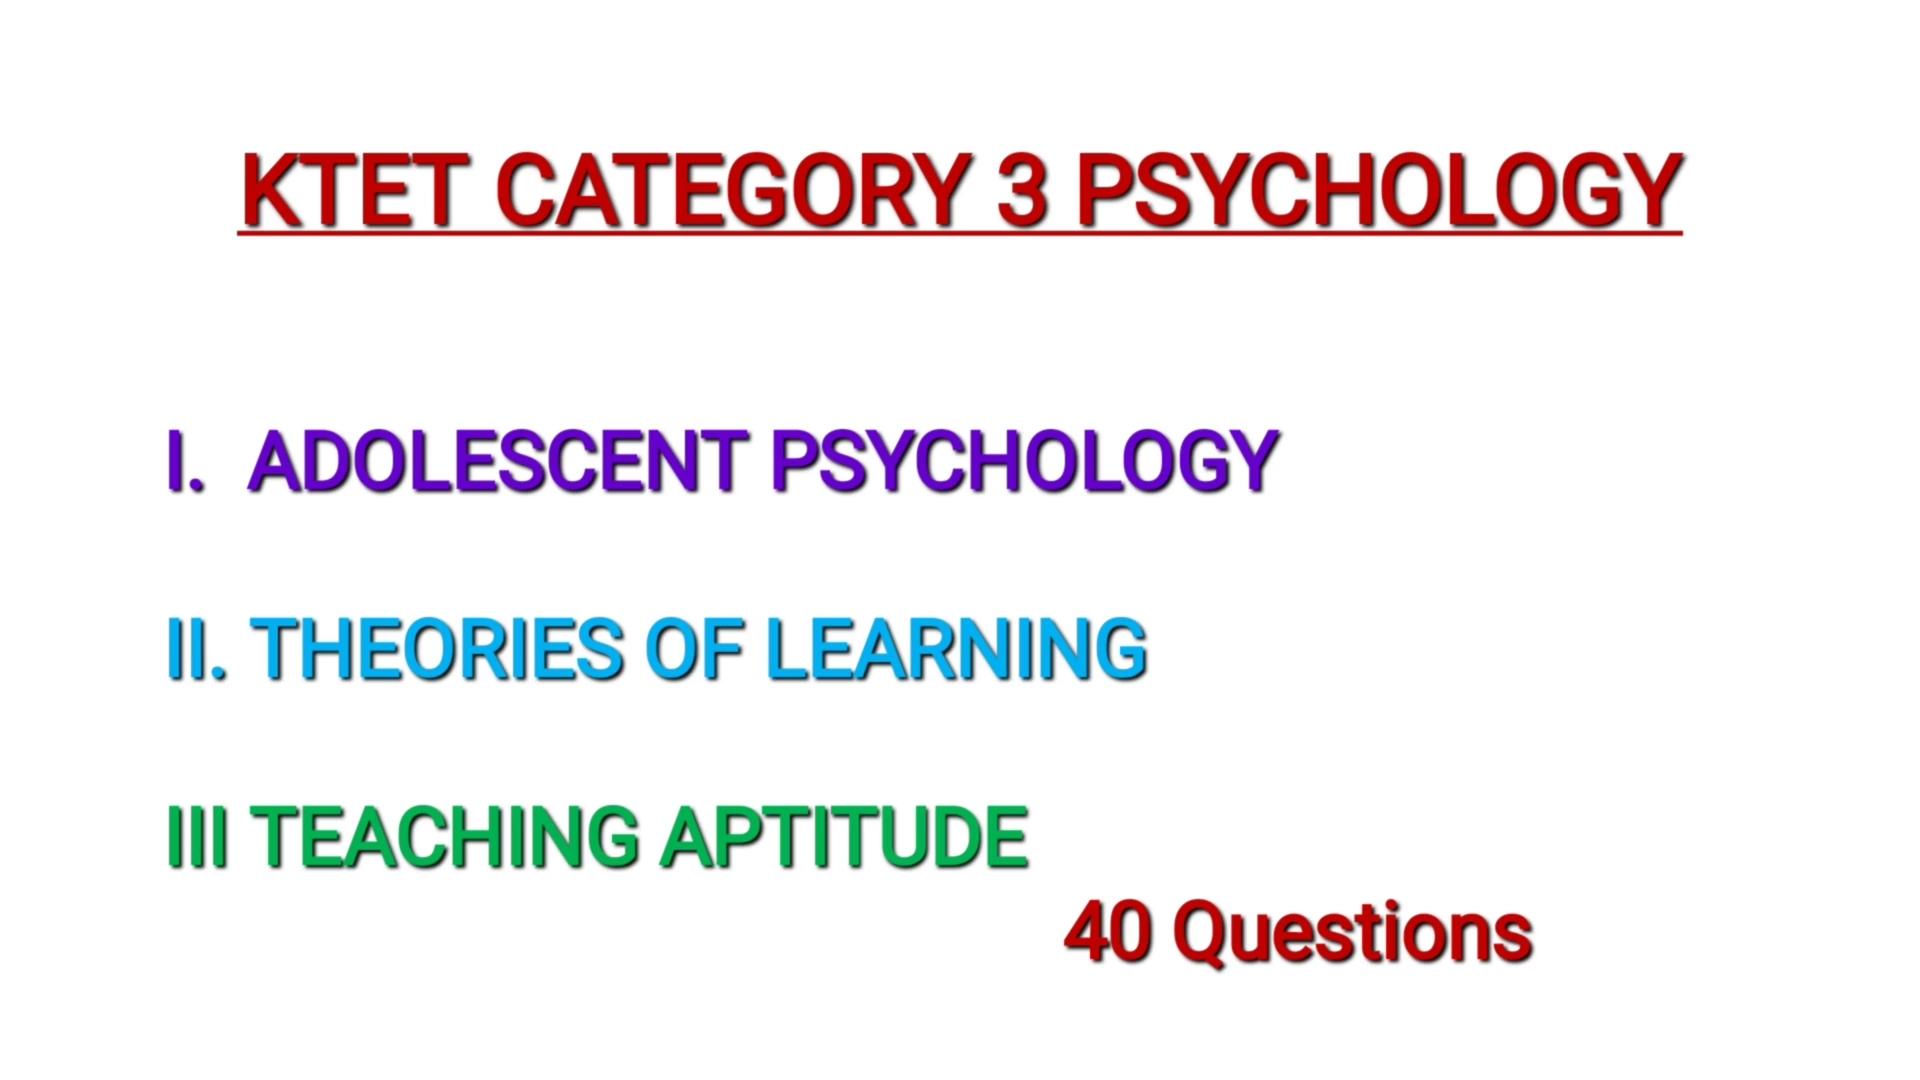 KTET CATEGORY 3 PSYCHOLOGY
I. ADOLESCENT PSYCHOLOGY
II. THEORIES OF LEARNING
III TEACHING APTITUDE
40 Questions